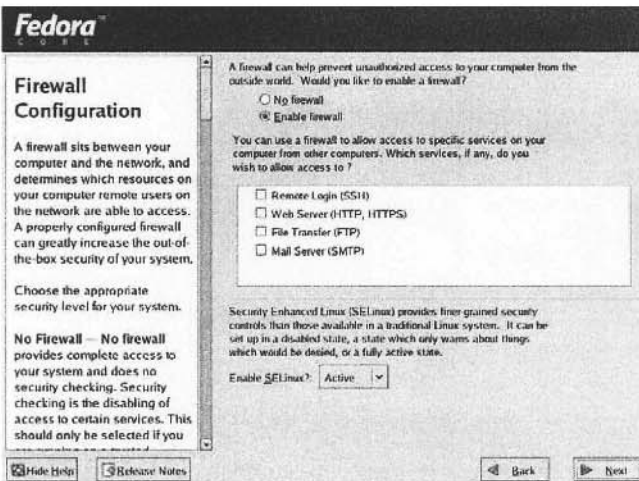 Fedora
CORE
Firewall
Configuration
A firewall sits between your
computer and the network, and
determines which resources on
your computer remote users on
the network are able to access.
A properly configured firewall
can greatly increase the out-of-
the-box security of your system.
Choose the appropriate
security level for your system.
No Firewall — No firewall
provides complete access to
your system and does no
security checking. Security
checking is the disabling of
access to certain services. This
should only be selected if you
A firewall can help prevent unauthorized access to your computer from the
outside world. Would you like to enable a firewall?
No firewall
Enable firewall
You can use a firewall to allow access to specific services on your
computer from other computers. Which services, if any, do you
wish to allow access to ?
Remote Login (SSH)
Web Server (HTTP, HTTPS)
File Transfer (FTP)
Mail Server (SMTP)
Security Enhanced Linux (SELinux) provides finer-grained security
controls than those available in a traditional Linux system. It can be
set up in a disabled state, a state which only warns about things
which would be denied, or a fully active state.
Enable SELinux?: Active
Hide Help Release Notes Back Next